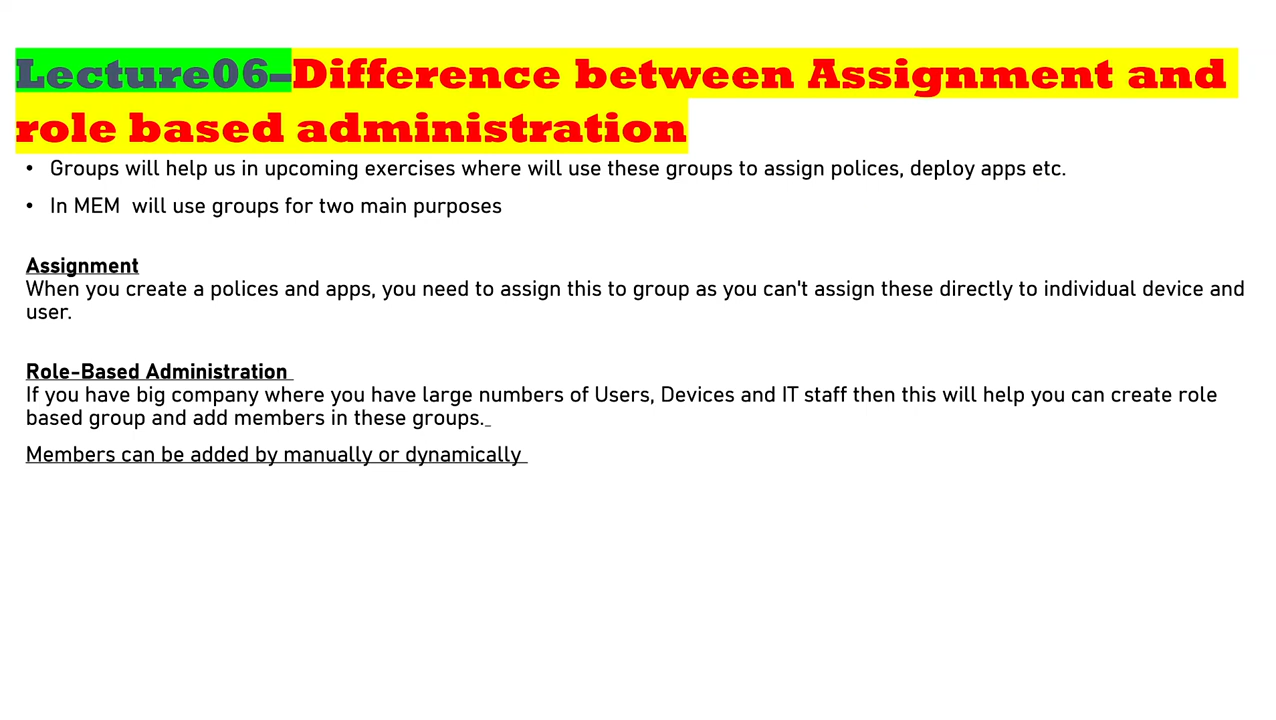 Lecture06–Difference between Assignment and
role based administration
• Groups will help us in upcoming exercises where will use these groups to assign polices, deploy apps etc.
• In MEM will use groups for two main purposes
Assignment
When you create a polices and apps, you need to assign this to group as you can't assign these directly to individual device and
user.
Role-Based Administration
If you have big company where you have large numbers of Users, Devices and IT staff then this will help you can create role
based group and add members in these groups.
Members can be added by manually or dynamically